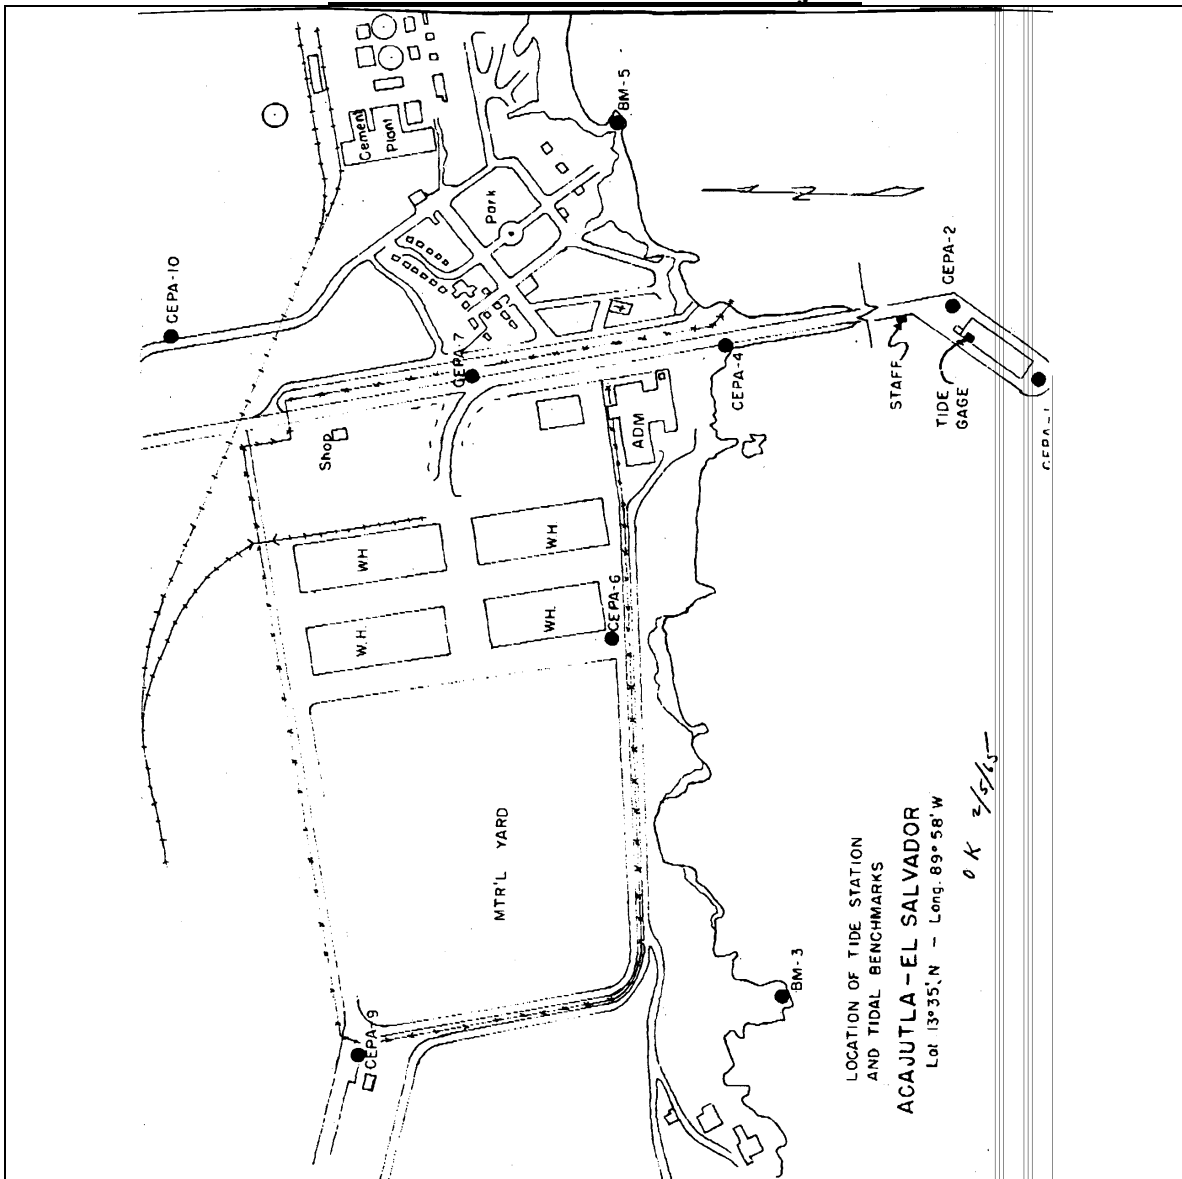 Cement
Plant
BM-5
Park
CEPA-10
CEPA-2
CEPA-7
CEPA-4
STAFF
TIDE
GAGE
CEPA-1
Shop
ADM
W.H.
W.H.
W.H.
WH.
CEPA-6
MTR'L YARD
BM-3
CEPA-9
LOCATION OF TIDE STATION
AND TIDAL BENCHMARKS
ACAJUTLA-EL SALVADOR
Lat 13°35'N - Long. 89°58'W
OK 2/5/65
N